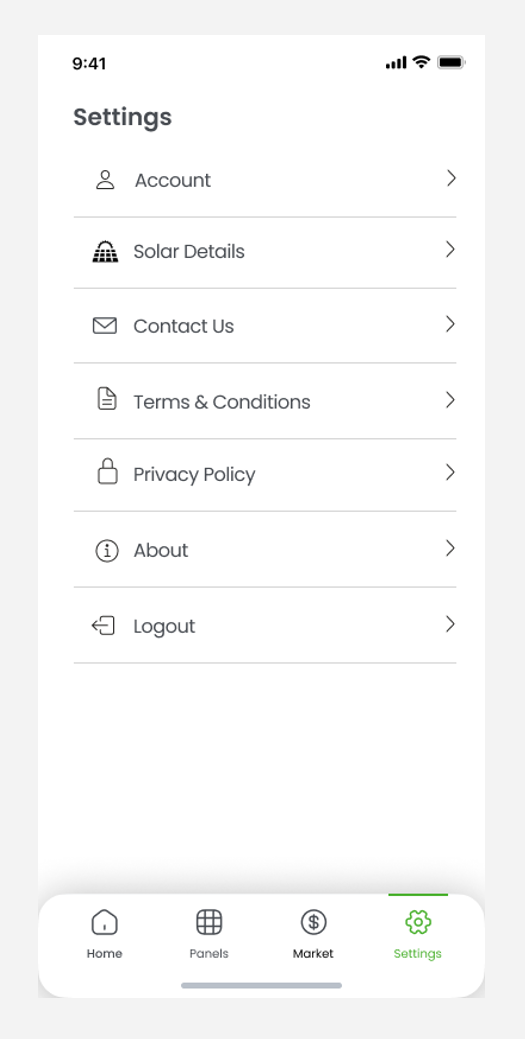 9:41
Settings
Account
Solar Details
Contact Us
Terms & Conditions
Privacy Policy
About
Logout
Home
Panels
Market
Settings